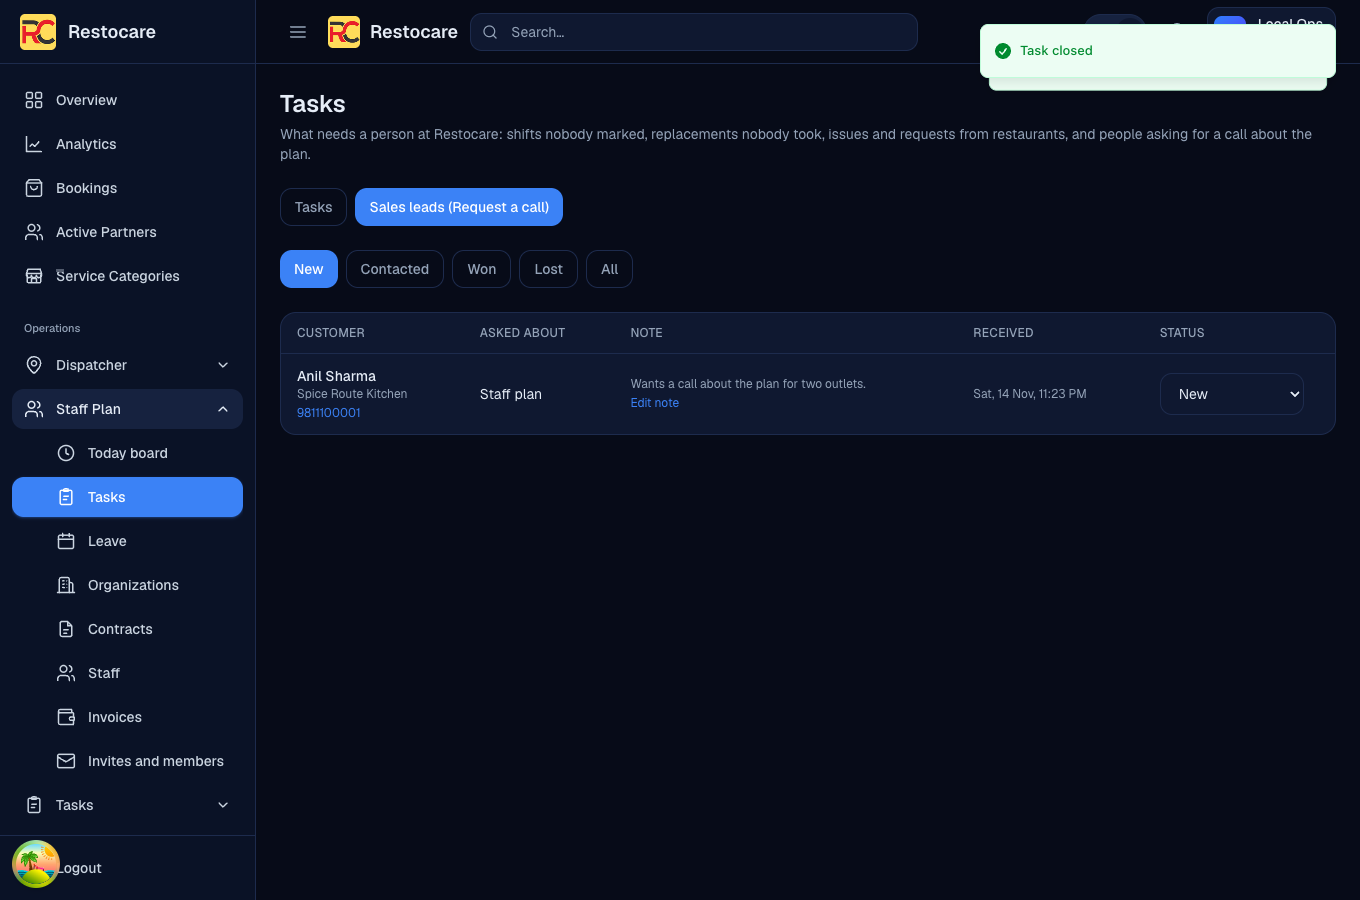 RC Restocare
Overview
Analytics
Bookings
Active Partners
Service Categories
Operations
Dispatcher
Staff Plan
Today board
Tasks
Leave
Organizations
Contracts
Staff
Invoices
Invites and members
Tasks
Logout
RC Restocare
Search...
Local Ops
Task closed
Tasks
What needs a person at Restocare: shifts nobody marked, replacements nobody took, issues and requests from restaurants, and people asking for a call about the
plan.
Tasks Sales leads (Request a call)
New Contacted Won Lost All
CUSTOMER ASKED ABOUT NOTE RECEIVED STATUS
Anil Sharma
Spice Route Kitchen
9811100001
Staff plan
Wants a call about the plan for two outlets.
Edit note
Sat, 14 Nov, 11:23 PM
New